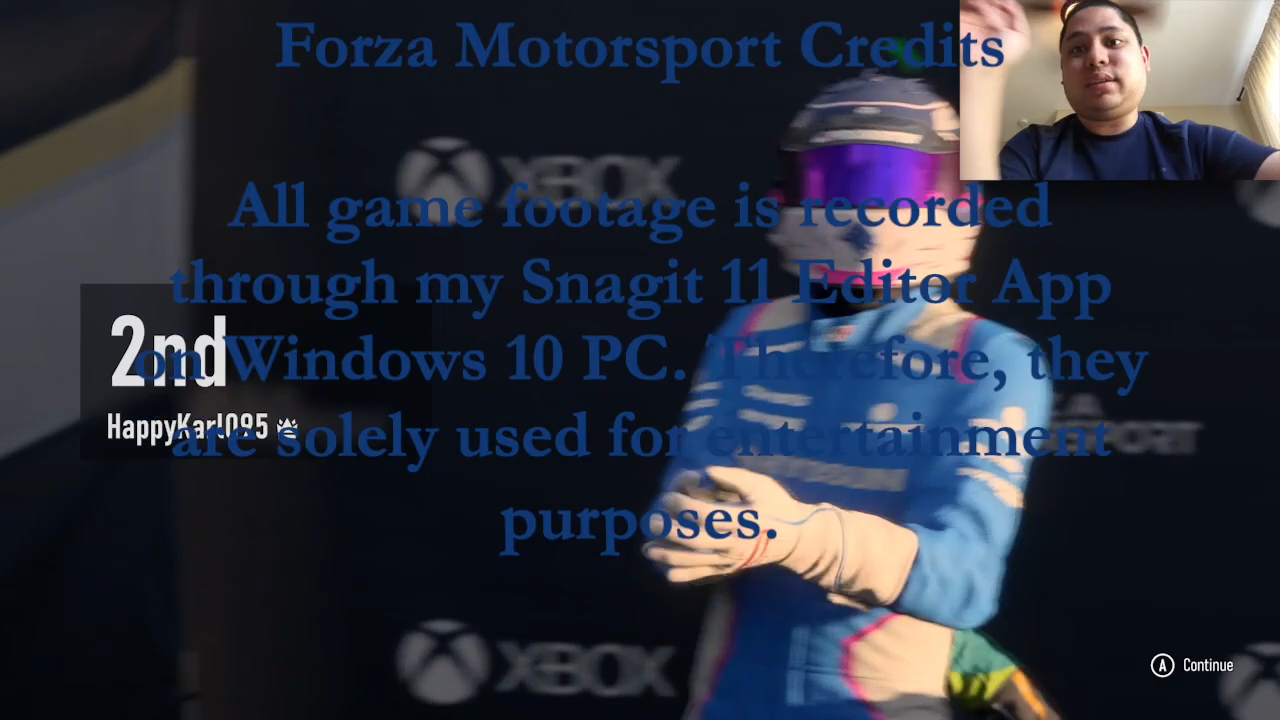 Forza Motorsport Credits
XBOX
All game footage is recorded
through my Snagit 11 Editor App
on Windows 10 PC. Therefore, they
are solely used for entertainment
purposes.
2nd
HappyKarl095
XBOX
A Continue